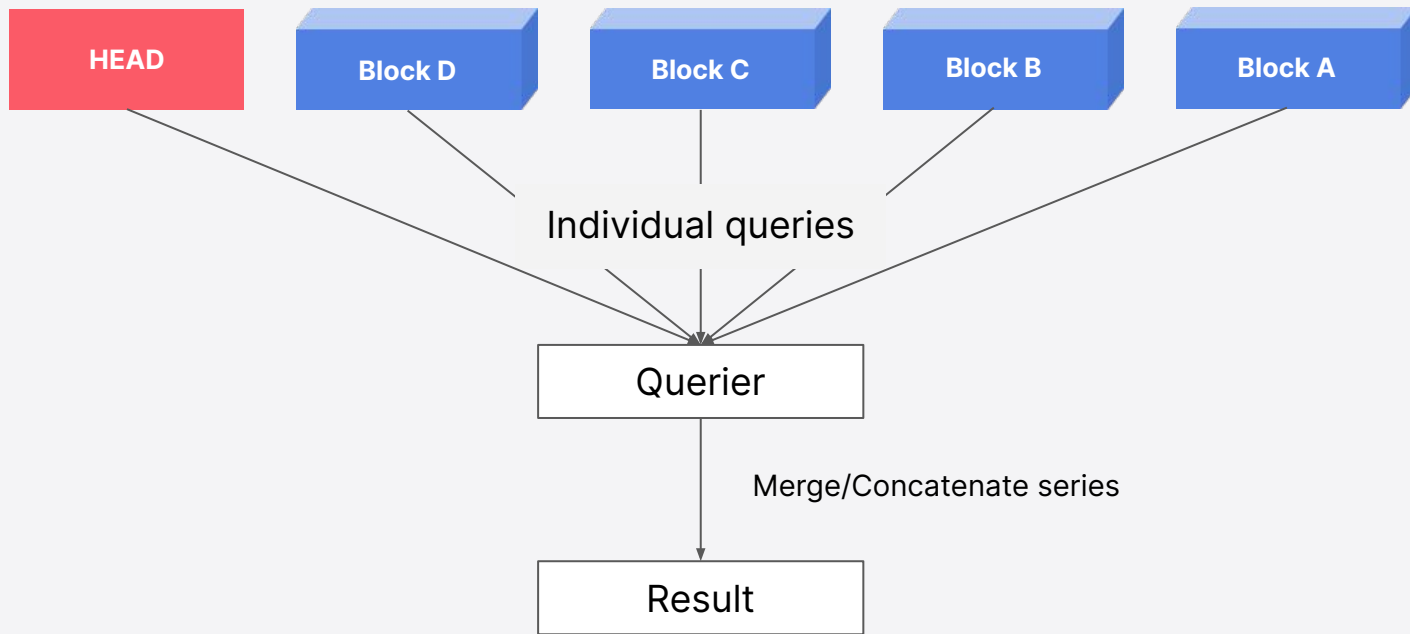 HEAD
Block D
Block C
Block B
Block A
Individual queries
Querier
Merge/Concatenate series
Result